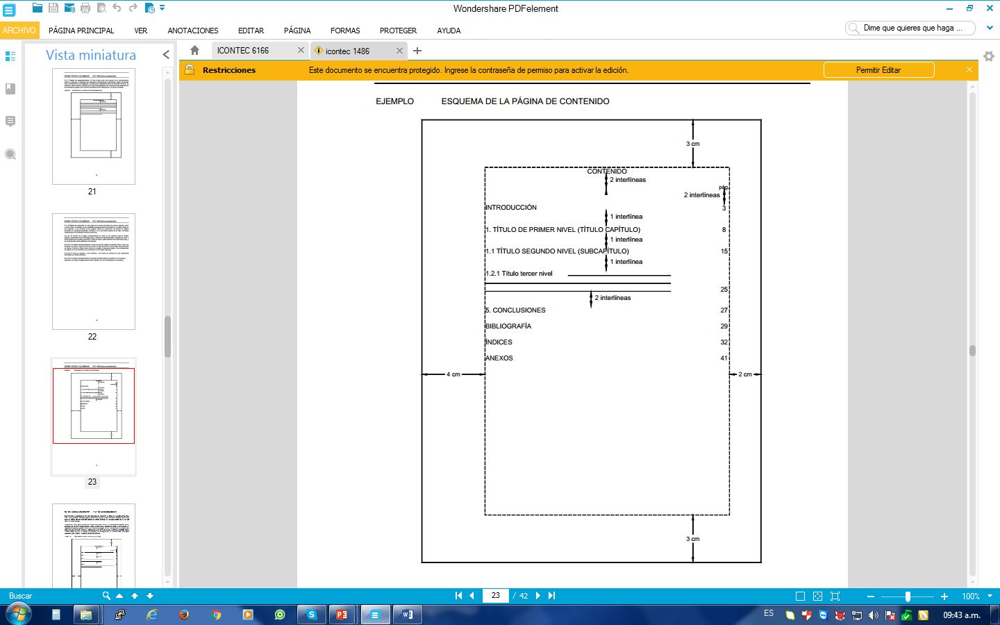 Wondershare PDFelement
ARCHIVO PÁGINA PRINCIPAL VER ANOTACIONES EDITAR PÁGINA FORMAS PROTEGER AYUDA Dime que quieres que haga ...
Vista miniatura
ICONTEC 6166 icontec 1486
Restricciones Este documento se encuentra protegido. Ingrese la contraseña de permiso para activar la edición. Permitir Editar
21
22
23
EJEMPLO ESQUEMA DE LA PÁGINA DE CONTENIDO
3 cm
CONTENIDO
2 interlíneas
pág.
2 interlíneas
INTRODUCCIÓN 3
1 interlínea
1. TÍTULO DE PRIMER NIVEL (TÍTULO CAPÍTULO) 8
1 interlínea
1.1 TÍTULO SEGUNDO NIVEL (SUBCAPÍTULO) 15
1 interlínea
1.2.1 Título tercer nivel
25
2 interlíneas
5. CONCLUSIONES 27
BIBLIOGRAFÍA 29
ÍNDICES 32
ANEXOS 41
4 cm 2 cm
3 cm
Buscar 23 / 42 100%
ES 09:43 a.m.